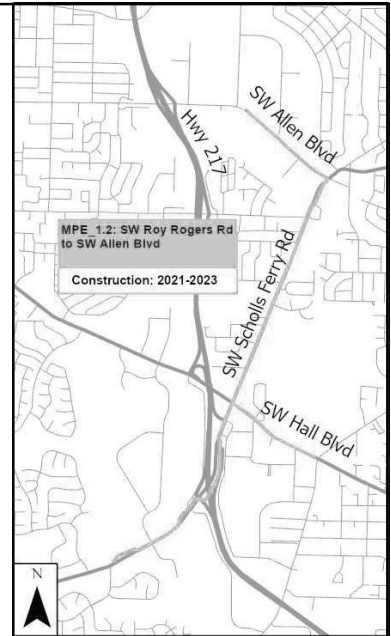 SW Allen Blvd
Hwy 217
MPE_1.2: SW Roy Rogers Rd
to SW Allen Blvd
Construction: 2021-2023
SW Scholls Ferry Rd
SW Hall Blvd
N